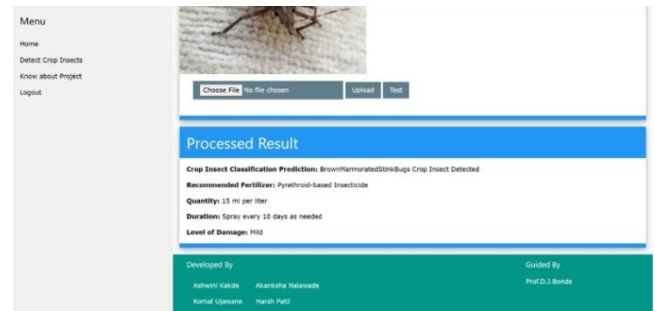 Menu
Home
Detect Crop Insects
Know about Project
Logout
Choose File No file chosen Upload Test
Processed Result
Crop Insect Classification Prediction: BrownMarmoratedStinkBugs Crop Insect Detected
Recommended Fertilizer: Pyrethroid-based Insecticide
Quantity: 15 ml per liter
Duration: Spray every 10 days as needed
Level of Damage: Mild
Developed By Guided By
Ashwini Kakde Akanksha Nalawade Prof.D.J.Bonde
Komal Ujawane Harsh Patil